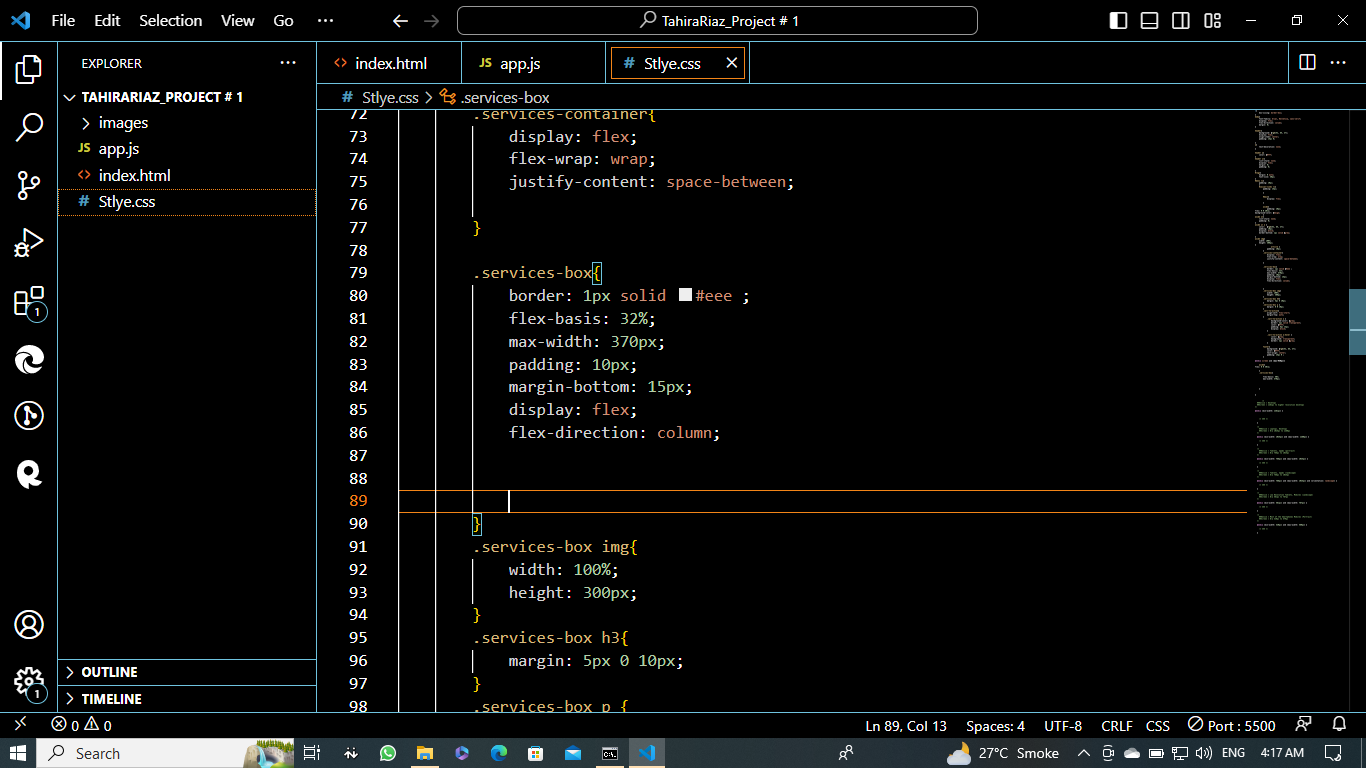 File Edit Selection View Go ··· TahiraRiaz_Project # 1
EXPLORER ···
TAHIRARIAZ_PROJECT # 1
images
JS app.js
<> index.html
# Stlye.css
OUTLINE
TIMELINE
1
1
<> index.html JS app.js # Stlye.css
# Stlye.css > .services-box
72 .services-container{
73 display: flex;
74 flex-wrap: wrap;
75 justify-content: space-between;
76
77 }
78
79 .services-box{
80 border: 1px solid #eee ;
81 flex-basis: 32%;
82 max-width: 370px;
83 padding: 10px;
84 margin-bottom: 15px;
85 display: flex;
86 flex-direction: column;
87
88
89
90 }
91 .services-box img{
92 width: 100%;
93 height: 300px;
94 }
95 .services-box h3{
96 margin: 5px 0 10px;
97 }
98 .services-box p {
0 0 Ln 89, Col 13 Spaces: 4 UTF-8 CRLF CSS Port : 5500
Search 27°C Smoke ENG 4:17 AM